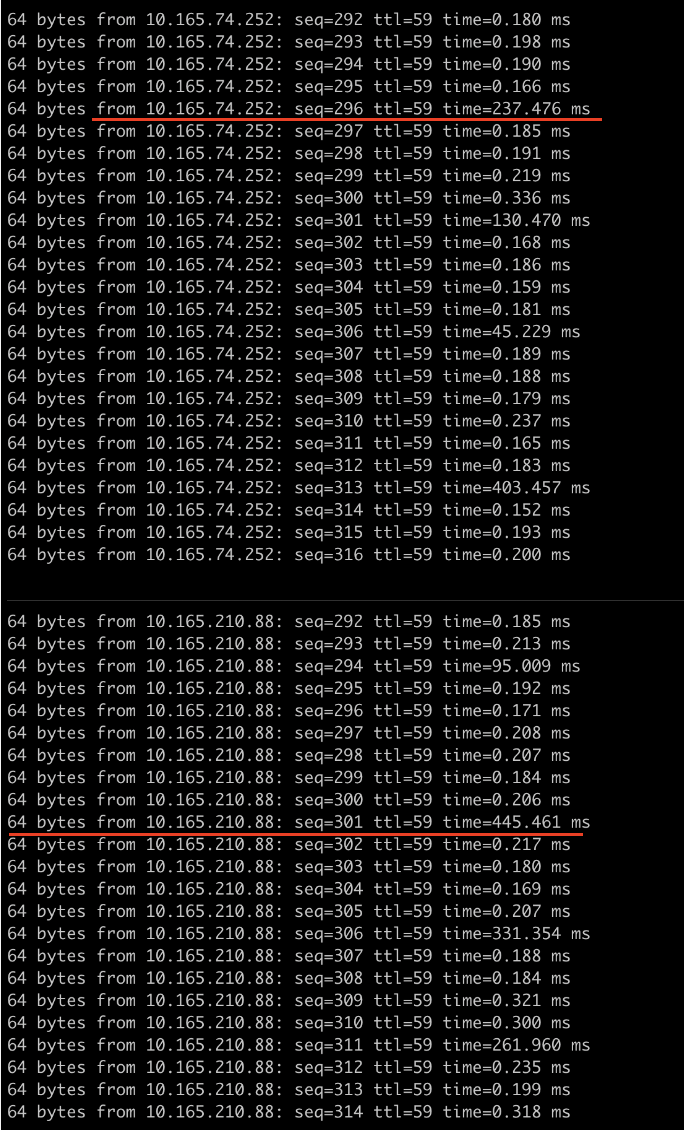 64 bytes from 10.165.74.252: seq=292 ttl=59 time=0.180 ms
64 bytes from 10.165.74.252: seq=293 ttl=59 time=0.198 ms
64 bytes from 10.165.74.252: seq=294 ttl=59 time=0.190 ms
64 bytes from 10.165.74.252: seq=295 ttl=59 time=0.166 ms
64 bytes from 10.165.74.252: seq=296 ttl=59 time=237.476 ms
64 bytes from 10.165.74.252: seq=297 ttl=59 time=0.185 ms
64 bytes from 10.165.74.252: seq=298 ttl=59 time=0.191 ms
64 bytes from 10.165.74.252: seq=299 ttl=59 time=0.219 ms
64 bytes from 10.165.74.252: seq=300 ttl=59 time=0.336 ms
64 bytes from 10.165.74.252: seq=301 ttl=59 time=130.470 ms
64 bytes from 10.165.74.252: seq=302 ttl=59 time=0.168 ms
64 bytes from 10.165.74.252: seq=303 ttl=59 time=0.186 ms
64 bytes from 10.165.74.252: seq=304 ttl=59 time=0.159 ms
64 bytes from 10.165.74.252: seq=305 ttl=59 time=0.181 ms
64 bytes from 10.165.74.252: seq=306 ttl=59 time=45.229 ms
64 bytes from 10.165.74.252: seq=307 ttl=59 time=0.189 ms
64 bytes from 10.165.74.252: seq=308 ttl=59 time=0.188 ms
64 bytes from 10.165.74.252: seq=309 ttl=59 time=0.179 ms
64 bytes from 10.165.74.252: seq=310 ttl=59 time=0.237 ms
64 bytes from 10.165.74.252: seq=311 ttl=59 time=0.165 ms
64 bytes from 10.165.74.252: seq=312 ttl=59 time=0.183 ms
64 bytes from 10.165.74.252: seq=313 ttl=59 time=403.457 ms
64 bytes from 10.165.74.252: seq=314 ttl=59 time=0.152 ms
64 bytes from 10.165.74.252: seq=315 ttl=59 time=0.193 ms
64 bytes from 10.165.74.252: seq=316 ttl=59 time=0.200 ms
64 bytes from 10.165.210.88: seq=292 ttl=59 time=0.185 ms
64 bytes from 10.165.210.88: seq=293 ttl=59 time=0.213 ms
64 bytes from 10.165.210.88: seq=294 ttl=59 time=95.009 ms
64 bytes from 10.165.210.88: seq=295 ttl=59 time=0.192 ms
64 bytes from 10.165.210.88: seq=296 ttl=59 time=0.171 ms
64 bytes from 10.165.210.88: seq=297 ttl=59 time=0.208 ms
64 bytes from 10.165.210.88: seq=298 ttl=59 time=0.207 ms
64 bytes from 10.165.210.88: seq=299 ttl=59 time=0.184 ms
64 bytes from 10.165.210.88: seq=300 ttl=59 time=0.206 ms
64 bytes from 10.165.210.88: seq=301 ttl=59 time=445.461 ms
64 bytes from 10.165.210.88: seq=302 ttl=59 time=0.217 ms
64 bytes from 10.165.210.88: seq=303 ttl=59 time=0.180 ms
64 bytes from 10.165.210.88: seq=304 ttl=59 time=0.169 ms
64 bytes from 10.165.210.88: seq=305 ttl=59 time=0.207 ms
64 bytes from 10.165.210.88: seq=306 ttl=59 time=331.354 ms
64 bytes from 10.165.210.88: seq=307 ttl=59 time=0.188 ms
64 bytes from 10.165.210.88: seq=308 ttl=59 time=0.184 ms
64 bytes from 10.165.210.88: seq=309 ttl=59 time=0.321 ms
64 bytes from 10.165.210.88: seq=310 ttl=59 time=0.300 ms
64 bytes from 10.165.210.88: seq=311 ttl=59 time=261.960 ms
64 bytes from 10.165.210.88: seq=312 ttl=59 time=0.235 ms
64 bytes from 10.165.210.88: seq=313 ttl=59 time=0.199 ms
64 bytes from 10.165.210.88: seq=314 ttl=59 time=0.318 ms